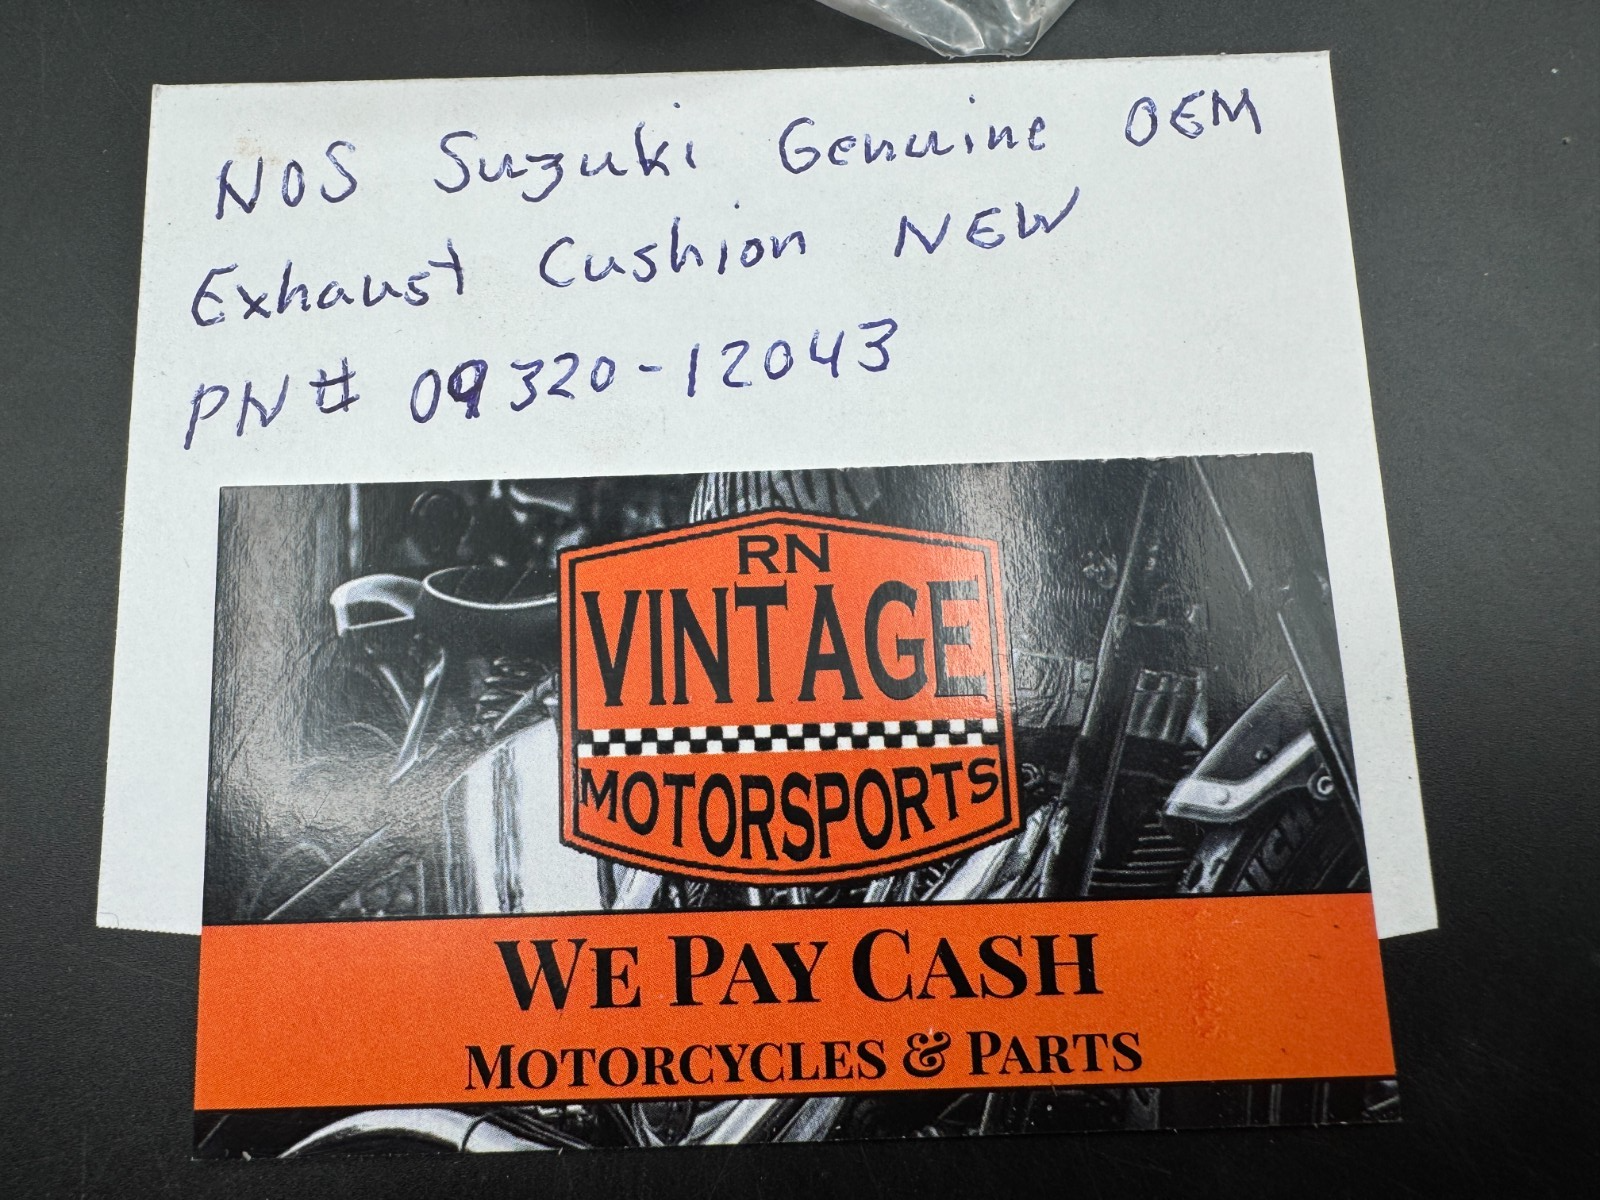 NOS Suzuki Genuine OEM
Exhaust Cushion NEW
PN# 09320-12043
RN
VINTAGE
MOTORSPORTS
WE PAY CASH
MOTORCYCLES & PARTS